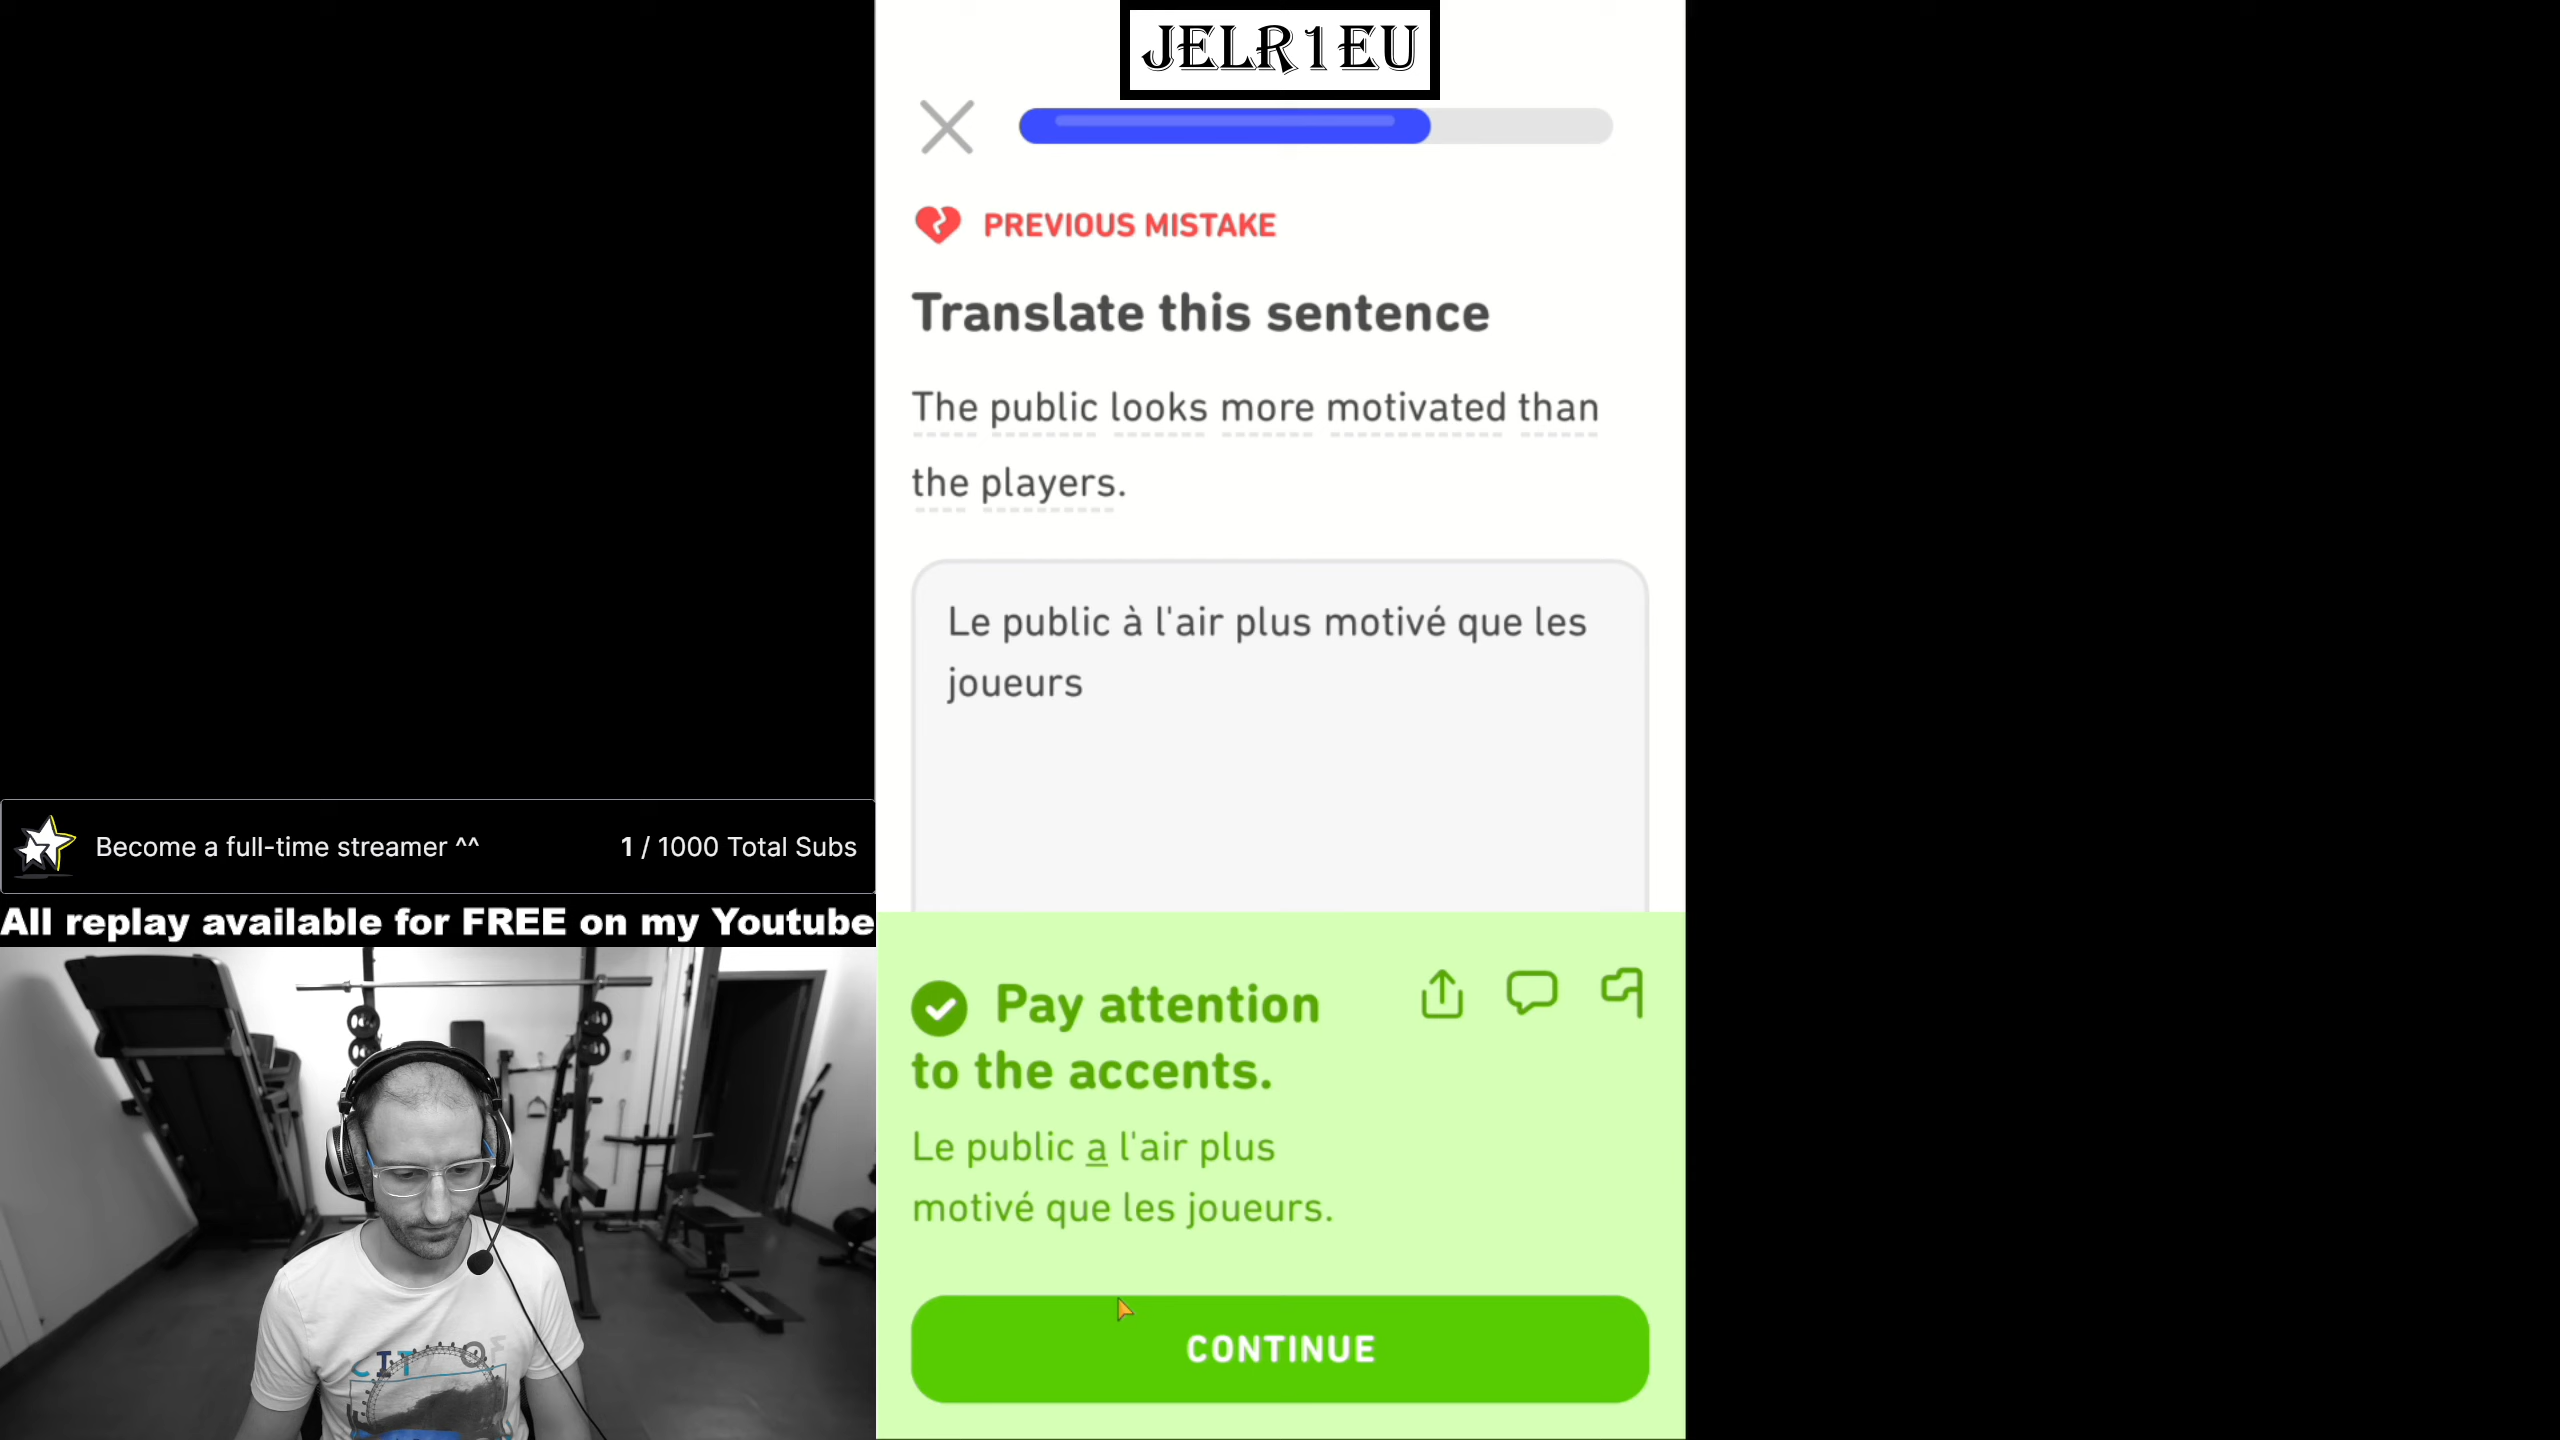 JELR1EU
PREVIOUS MISTAKE
Translate this sentence
The public looks more motivated than
the players.
Le public à l'air plus motivé que les
joueurs
Become a full-time streamer ^^
1 / 1000 Total Subs
All replay available for FREE on my Youtube
Pay attention
to the accents.
Le public a l'air plus
motivé que les joueurs.
CONTINUE